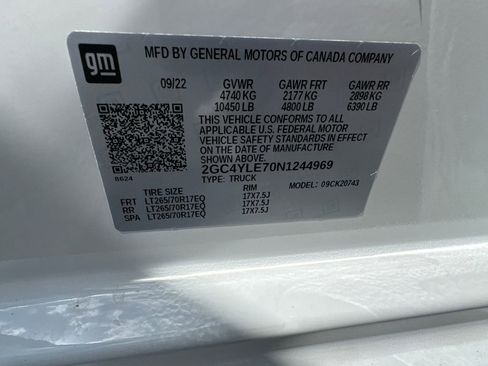 gm
MFD BY GENERAL MOTORS OF CANADA COMPANY
09/22 GVWR GAWR FRT GAWR RR
4740 KG 2177 KG 2898 KG
10450 LB 4800 LB 6390 LB
THIS VEHICLE CONFORMS TO ALL
APPLICABLE U.S. FEDERAL MOTOR
VEHICLE SAFETY STANDARDS IN
EFFECT ON THE DATE OF
MANUFACTURE SHOWN ABOVE.
2GC4YLE70N1244969
8624 TYPE: TRUCK MODEL: 09CK20743
TIRE SIZE RIM
FRT LT265/70R17EQ 17X7.5J
RR LT265/70R17EQ 17X7.5J
SPA LT265/70R17EQ 17X7.5J